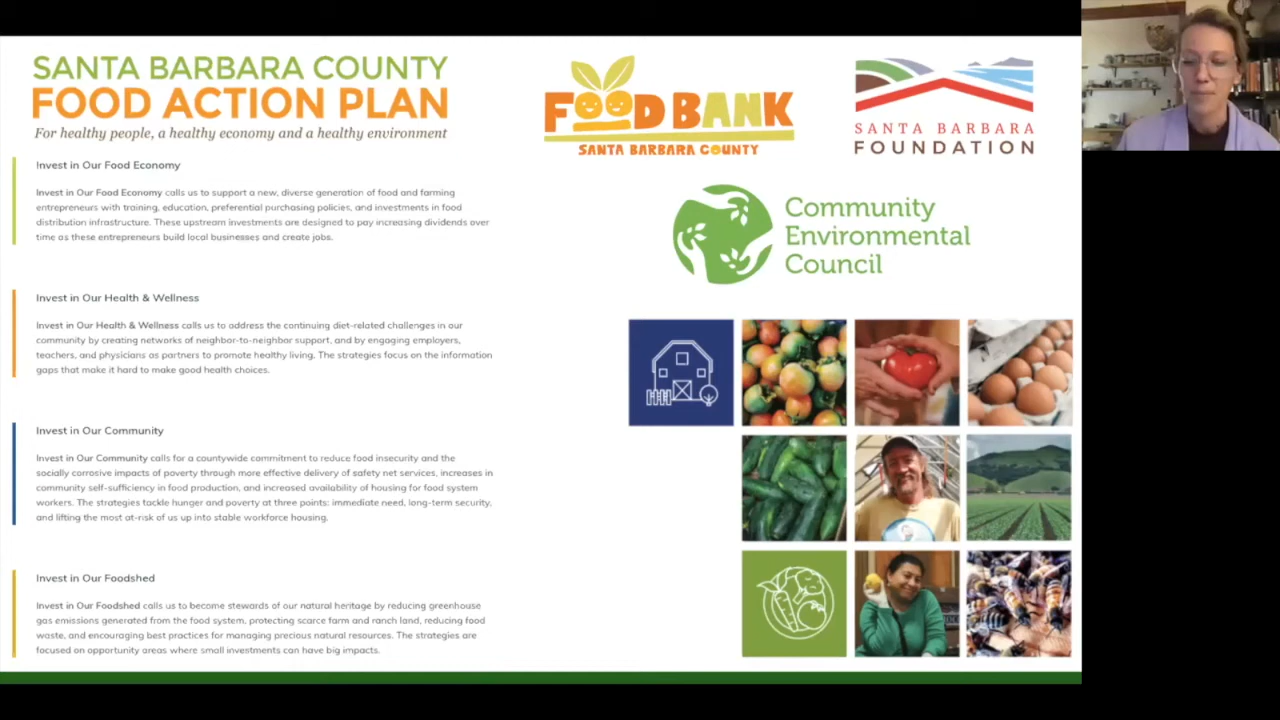 SANTA BARBARA COUNTY
FOOD ACTION PLAN
For healthy people, a healthy economy and a healthy environment
Invest in Our Food Economy
Invest in Our Food Economy calls us to support a new, diverse generation of food and farming
entrepreneurs with training, education, preferential purchasing policies, and investments in food
distribution infrastructure. These upstream investments are designed to pay increasing dividends over
time as these entrepreneurs build local businesses and create jobs.
Invest in Our Health & Wellness
Invest in Our Health & Wellness calls us to address the continuing diet-related challenges in our
community by creating networks of neighbor-to-neighbor support, and by engaging employers,
teachers, and physicians as partners to promote healthy living. The strategies focus on the information
gaps that make it hard to make good health choices.
Invest in Our Community
Invest in Our Community calls for a countywide commitment to reduce food insecurity and the
socially corrosive impacts of poverty through more effective delivery of safety net services, increases in
community self-sufficiency in food production, and increased availability of housing for food system
workers. The strategies tackle hunger and poverty at three points: immediate need, long-term security,
and lifting the most at-risk of us up into stable workforce housing.
Invest in Our Foodshed
Invest in Our Foodshed calls us to become stewards of our natural heritage by reducing greenhouse
gas emissions generated from the food system, protecting scarce farm and ranch land, reducing food
waste, and encouraging best practices for managing precious natural resources. The strategies are
focused on opportunity areas where small investments can have big impacts.
FOODBANK
SANTA BARBARA COUNTY
SANTA BARBARA
FOUNDATION
Community
Environmental
Council